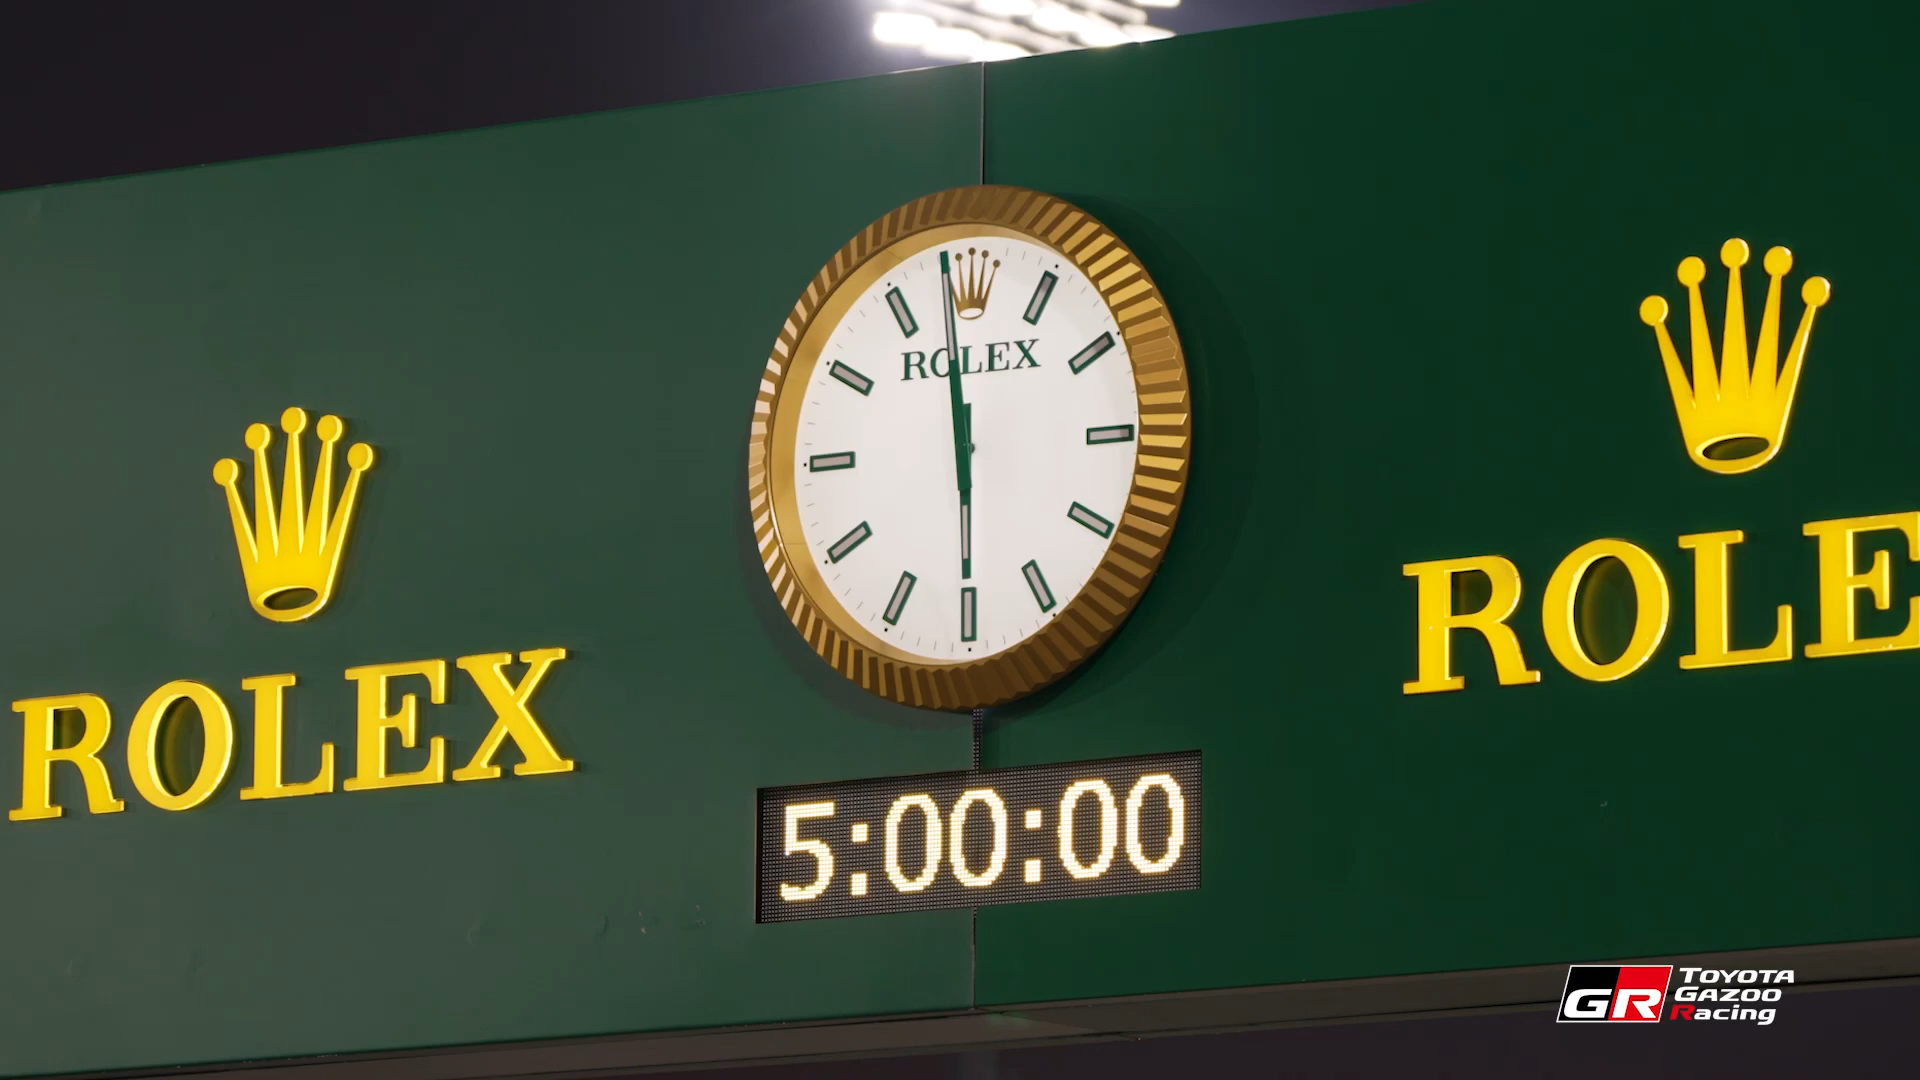 ROLEX
ROLEX
ROLE
5:00:00
GR TOYOTA
GAZOO
Racing